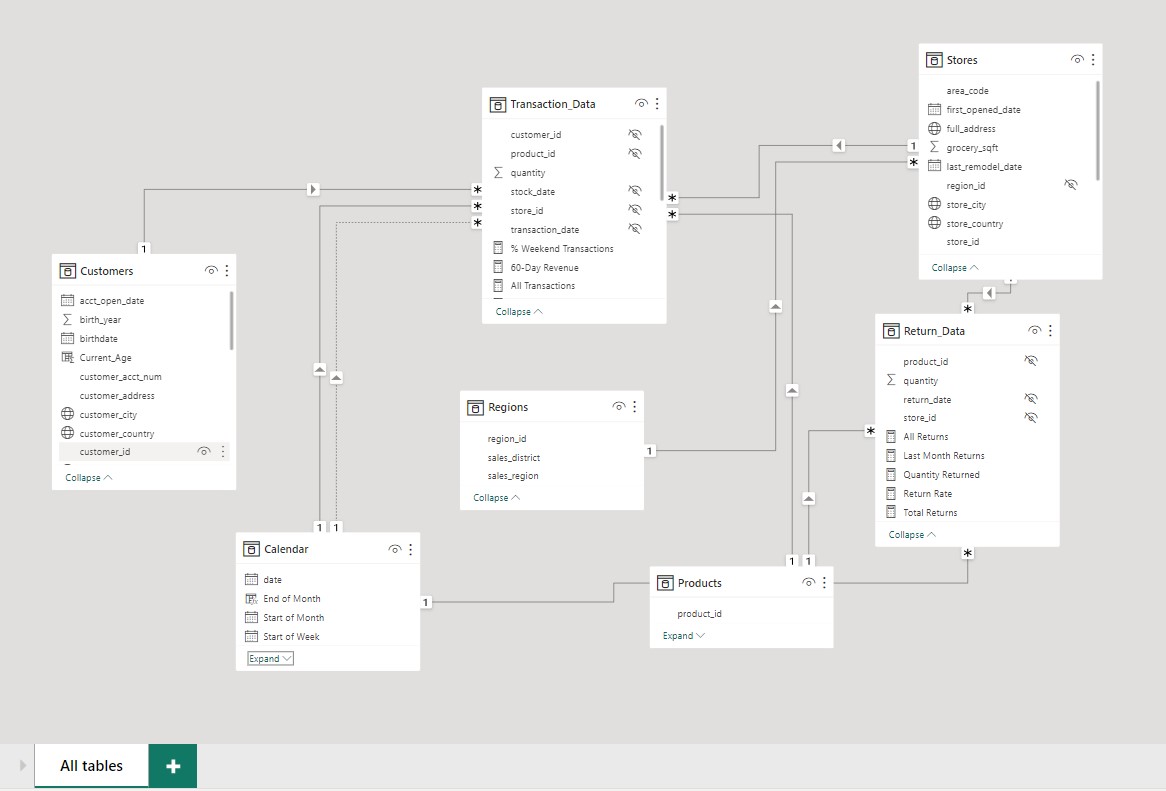 Transaction_Data
customer_id
product_id
quantity
stock_date
store_id
transaction_date
% Weekend Transactions
60-Day Revenue
All Transactions
Collapse
Stores
area_code
first_opened_date
full_address
grocery_sqft
last_remodel_date
region_id
store_city
store_country
store_id
Collapse
Customers
acct_open_date
birth_year
birthdate
Current_Age
customer_acct_num
customer_address
customer_city
customer_country
customer_id
Collapse
Regions
region_id
sales_district
sales_region
Collapse
Return_Data
product_id
quantity
return_date
store_id
All Returns
Last Month Returns
Quantity Returned
Return Rate
Total Returns
Collapse
Calendar
date
End of Month
Start of Month
Start of Week
Expand
Products
product_id
Expand
1
*
*
*
*
*
1
*
*
1
1
1
1
*
1
1
*
All tables
+